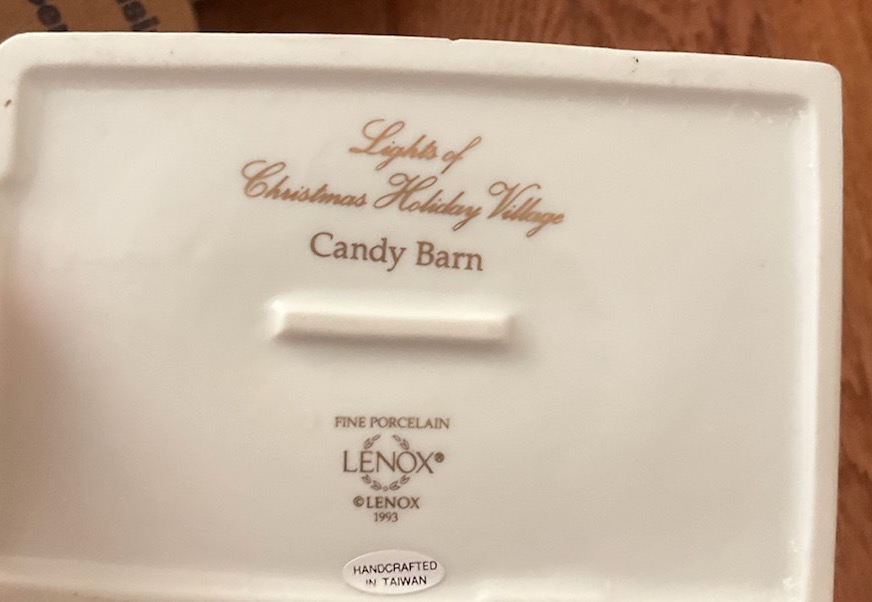 Lights of
Christmas Holiday Village
Candy Barn
FINE PORCELAIN
LENOX®
©LENOX
1993
HANDCRAFTED
IN TAIWAN